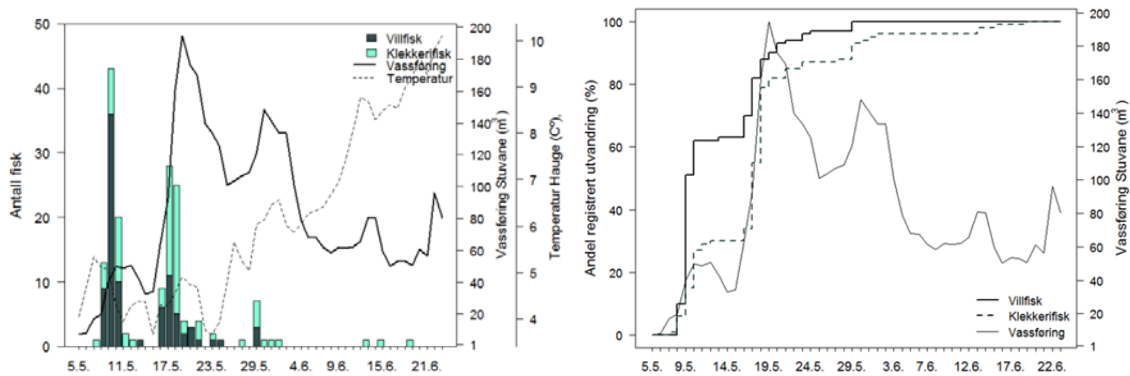 50
40
30
20
10
0
Antall fisk
Villfisk
Klekkerifisk
Vassføring
Temperatur
200
180
160
140
120
100
80
60
40
20
1
Vassføring Stuvane (m³)
10
9
8
7
6
5
4
Temperatur Hauge (Cº).
5.5. 11.5. 17.5. 23.5. 29.5. 3.6. 9.6. 15.6. 21.6.
100
80
60
40
20
0
Andel registrert utvandring (%)
200
180
160
140
120
100
80
60
40
20
1
Vassføring Stuvane (m³)
Villfisk
Klekkerifisk
Vassføring
5.5. 9.5. 14.5. 19.5. 24.5. 29.5. 3.6. 7.6. 12.6. 17.6. 22.6.